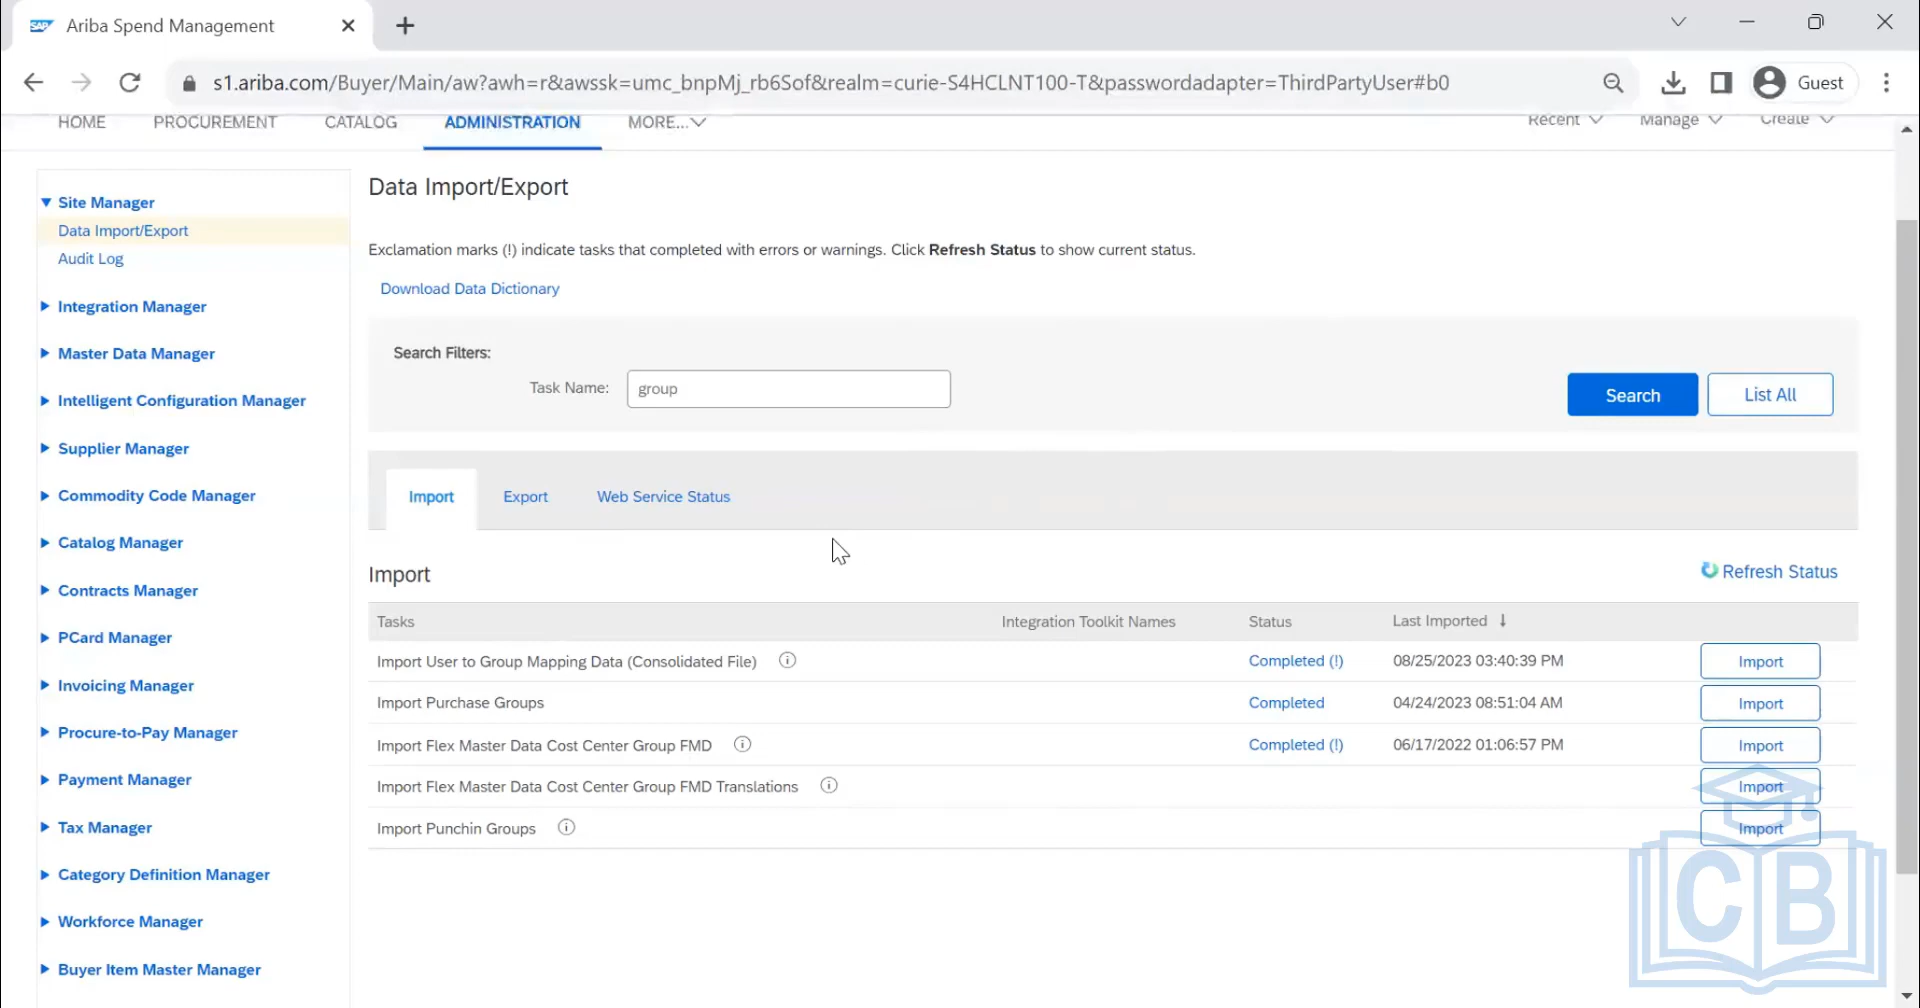 SAP Ariba Spend Management
s1.ariba.com/Buyer/Main/aw?awh=r&awssk=umc_bnpMj_rb6Sof&realm=curie-S4HCLNT100-T&passwordadapter=ThirdPartyUser#b0 Guest
HOME PROCUREMENT CATALOG ADMINISTRATION MORE... Recent Manage Create
Site Manager
Data Import/Export
Audit Log
Integration Manager
Master Data Manager
Intelligent Configuration Manager
Supplier Manager
Commodity Code Manager
Catalog Manager
Contracts Manager
PCard Manager
Invoicing Manager
Procure-to-Pay Manager
Payment Manager
Tax Manager
Category Definition Manager
Workforce Manager
Buyer Item Master Manager
Data Import/Export
Exclamation marks (!) indicate tasks that completed with errors or warnings. Click Refresh Status to show current status.
Download Data Dictionary
Search Filters:
Task Name: group
Search List All
Import Export Web Service Status
Import Refresh Status
Tasks Integration Toolkit Names Status Last Imported ↓
Import User to Group Mapping Data (Consolidated File) Completed (!) 08/25/2023 03:40:39 PM Import
Import Purchase Groups Completed 04/24/2023 08:51:04 AM Import
Import Flex Master Data Cost Center Group FMD Completed (!) 06/17/2022 01:06:57 PM Import
Import Flex Master Data Cost Center Group FMD Translations Import
Import Punchin Groups Import
CB